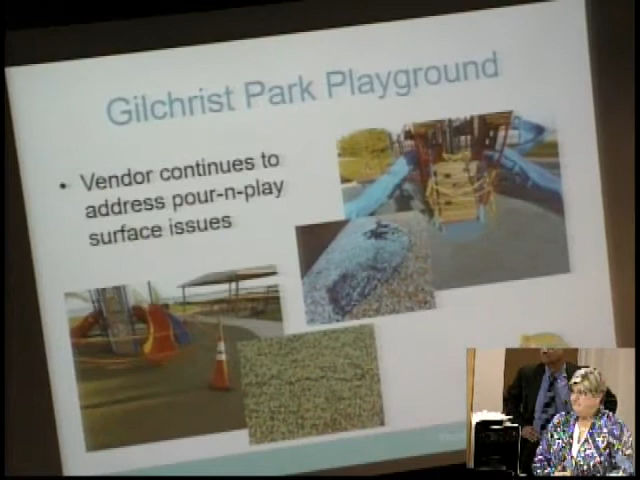 Gilchrist Park Playground
• Vendor continues to
address pour-n-play
surface issues